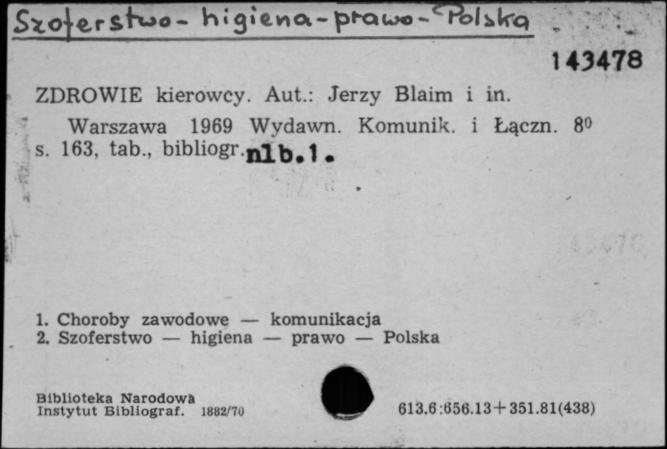 Szoferstwo - higiena - prawo - Polska
143478
ZDROWIE kierowcy. Aut.: Jerzy Blaim i in.
Warszawa 1969 Wydawn. Komunik. i Łączn. 8⁰
s. 163, tab., bibliogr. nlb.1.
1. Choroby zawodowe — komunikacja
2. Szoferstwo — higiena — prawo — Polska
Biblioteka Narodowa
Instytut Bibliograf. 1882/70
613.6:656.13+351.81(438)